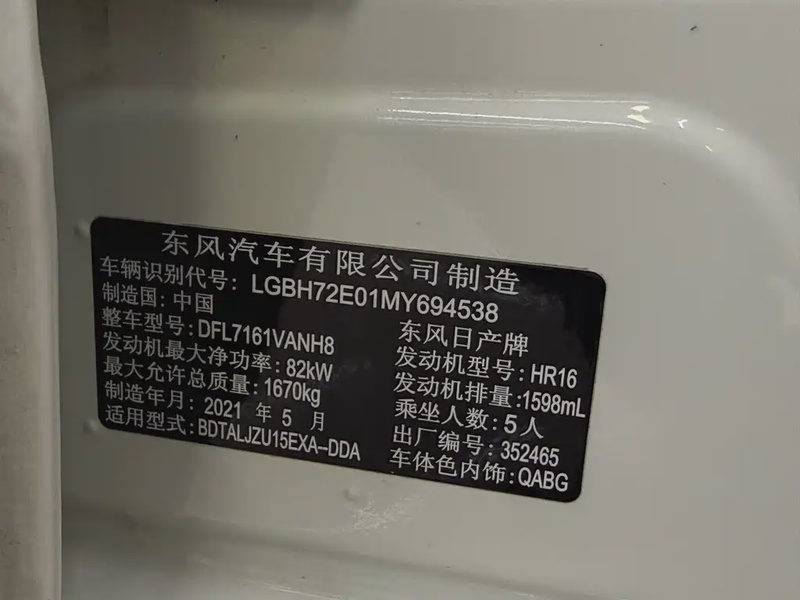 东风汽车有限公司制造
车辆识别代号: LGBH72E01MY694538
制造国: 中国 东风日产牌
整车型号: DFL7161VANH8 发动机型号: HR16
发动机最大净功率: 82kW 发动机排量: 1598mL
最大允许总质量: 1670kg 乘坐人数: 5人
制造年月: 2021 年 5 月 出厂编号: 352465
适用型式: BDTALJZU15EXA-DDA 车体色内饰: QABG